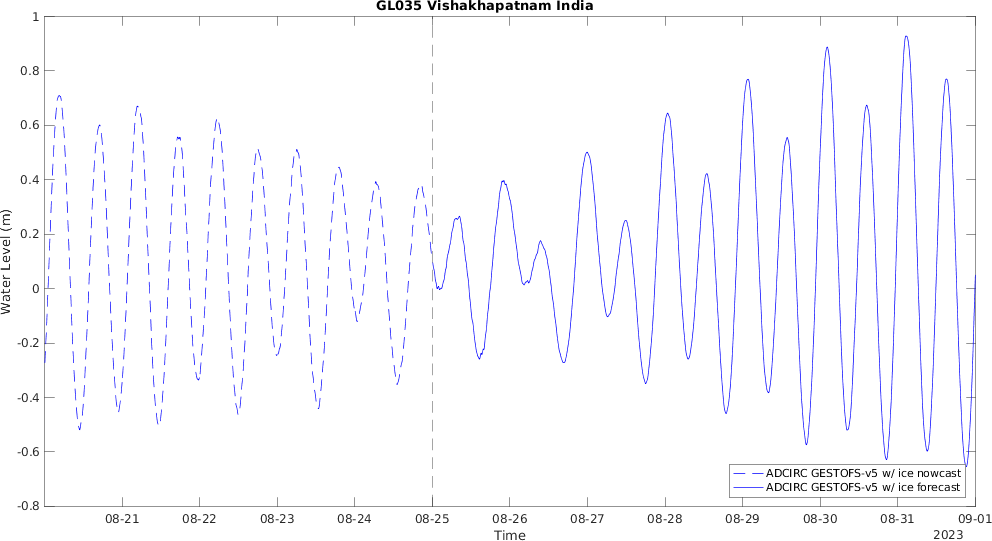 GL035 Vishakhapatnam India
Water Level (m)
1
0.8
0.6
0.4
0.2
0
-0.2
-0.4
-0.6
-0.8
ADCIRC GESTOFS-v5 w/ ice nowcast
ADCIRC GESTOFS-v5 w/ ice forecast
08-21 08-22 08-23 08-24 08-25 08-26 08-27 08-28 08-29 08-30 08-31 09-01
Time 2023